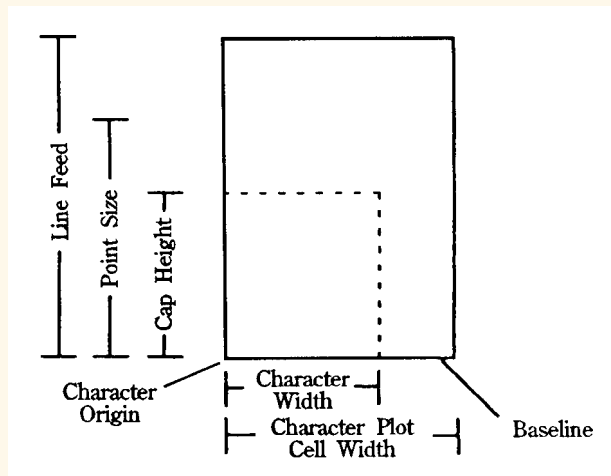 Line Feed
Point Size
Cap Height
Character
Origin
Character
Width
Character Plot
Cell Width
Baseline